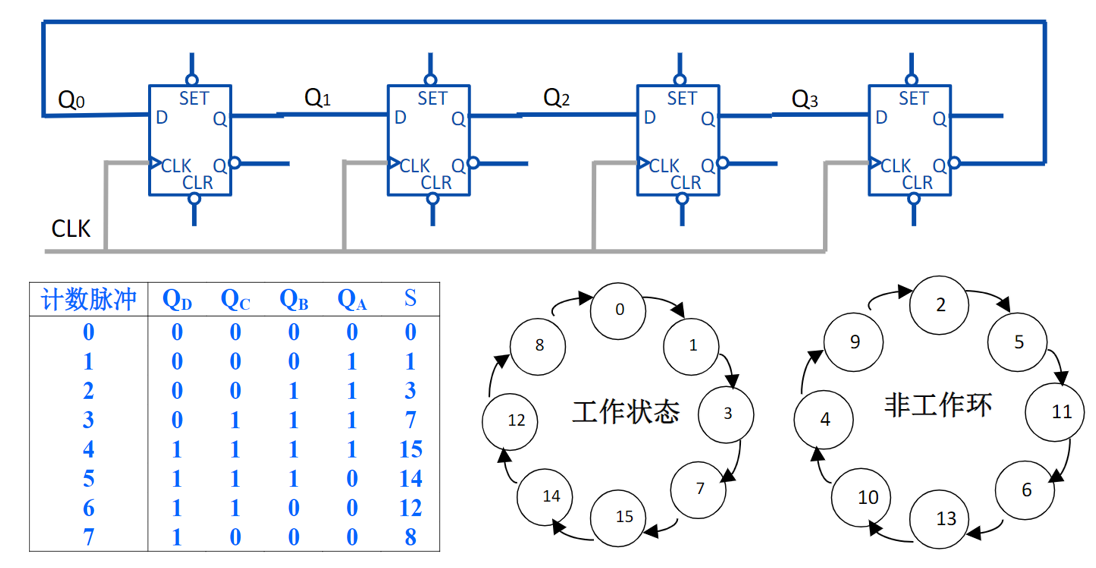 Q0
Q1
Q2
Q3
SET
D Q
CLK Q
CLR
SET
D Q
CLK Q
CLR
SET
D Q
CLK Q
CLR
SET
D Q
CLK Q
CLR
CLK
计数脉冲 QD QC QB QA S
0 0 0 0 0 0
1 0 0 0 1 1
2 0 0 1 1 3
3 0 1 1 1 7
4 1 1 1 1 15
5 1 1 1 0 14
6 1 1 0 0 12
7 1 0 0 0 8
工作状态
0
1
3
7
15
14
12
8
非工作环
2
5
11
6
13
10
4
9